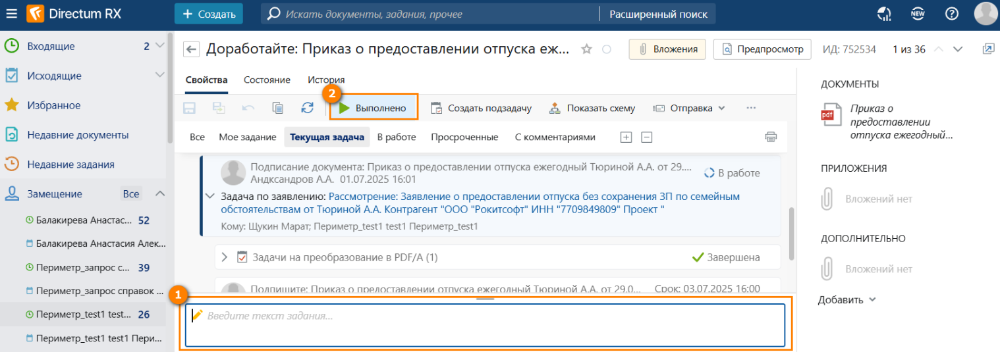 Directum RX
+ Создать
Искать документы, задания, прочее
Расширенный поиск
NEW
?
Входящие 2
Исходящие
Избранное
Недавние документы
Недавние задания
Замещение Все
Балакирева Анастас... 52
Балакирева Анастасия Алек...
Периметр_запрос с... 39
Периметр_запрос справок ...
Периметр_test1 test... 26
Периметр_test1 test1 Пери...
Доработайте: Приказ о предоставлении отпуска еж...
Вложения
Предпросмотр
ИД: 752534
1 из 36
Свойства Состояние История
2
Выполнено
Создать подзадачу
Показать схему
Отправка
...
Все Мое задание Текущая задача В работе Просроченные С комментариями
Подписание документа: Приказ о предоставлении отпуска ежегодный Тюриной А.А. от 29....
Андксандров А.А. 01.07.2025 16:01
В работе
Задача по заявлению: Рассмотрение: Заявление о предоставлении отпуска без сохранения ЗП по семейным
обстоятельствам от Тюриной А.А. Контрагент "ООО "Рокитсофт" ИНН "7709849809" Проект "
Кому: Щукин Марат; Периметр_test1 test1 Периметр_test1
Задачи на преобразование в PDF/A (1)
Завершена
Подпишите: Приказ о предоставлении отпуска ежегодный Тюриной А.А. от 29.0...
Срок: 03.07.2025 16:00
1
Введите текст задания...
ДОКУМЕНТЫ
pdf
Приказ о
предоставлении
отпуска ежегодный...
ПРИЛОЖЕНИЯ
Вложений нет
ДОПОЛНИТЕЛЬНО
Вложений нет
Добавить